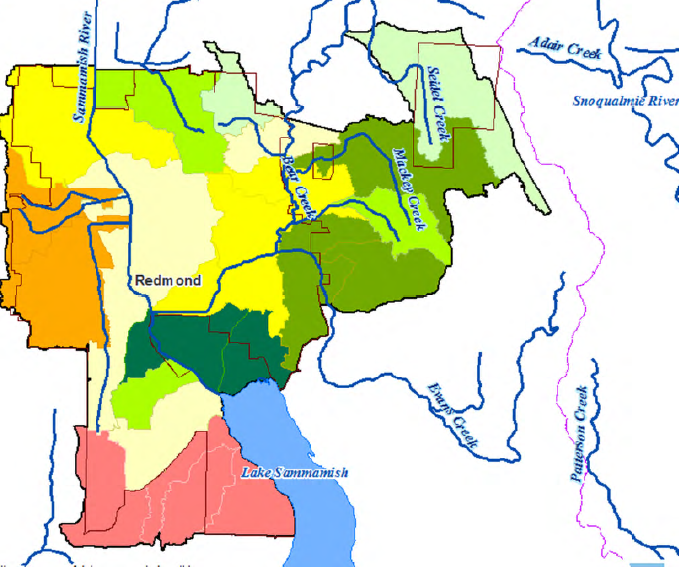 Sammamish River
Adair Creek
Seidel Creek
Snoqualmie River
Bear Creek
Mackey Creek
Redmond
Evans Creek
Patterson Creek
Lake Sammamish